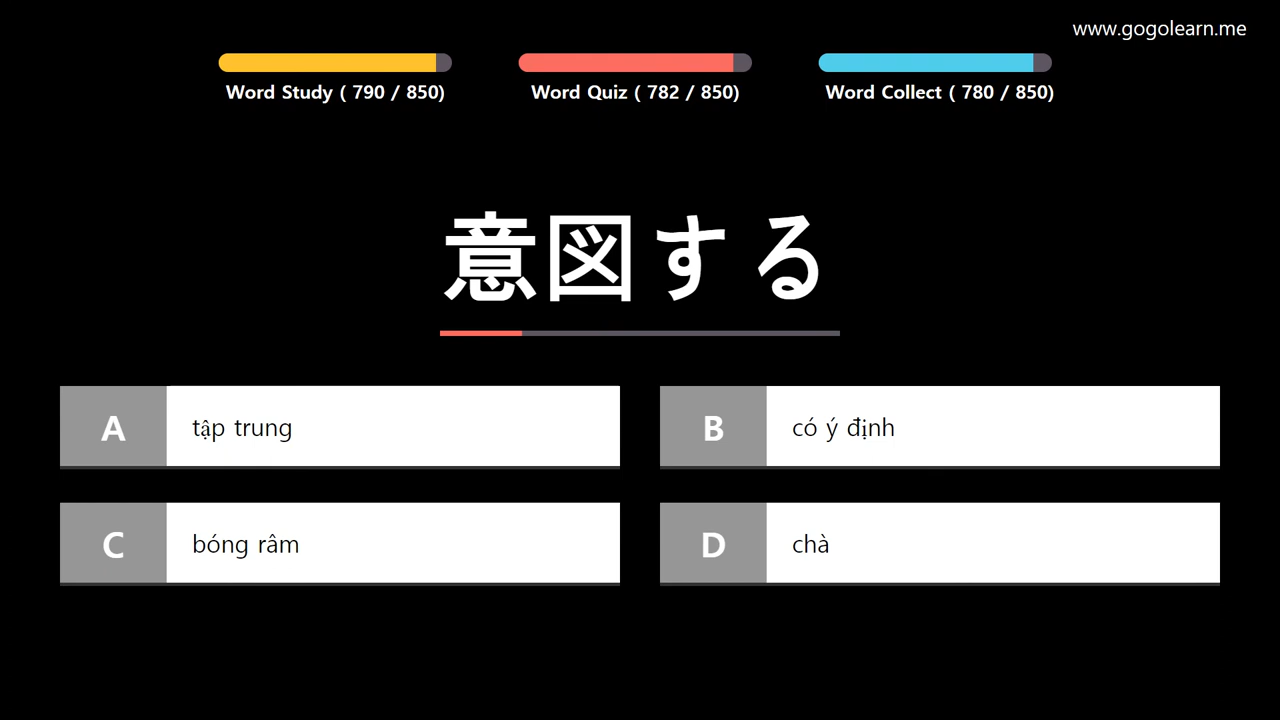 www.gogolearn.me
Word Study ( 790 / 850)
Word Quiz ( 782 / 850)
Word Collect ( 780 / 850)
意図する
A
tập trung
B
có ý định
C
bóng râm
D
chà